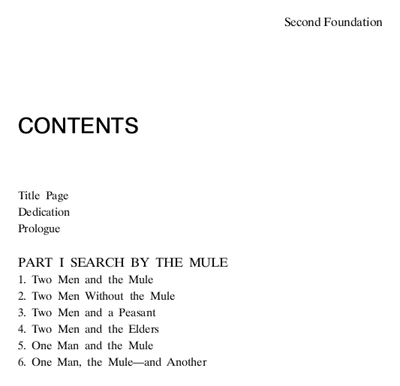 Second Foundation
CONTENTS
Title Page
Dedication
Prologue
PART I SEARCH BY THE MULE
1. Two Men and the Mule
2. Two Men Without the Mule
3. Two Men and a Peasant
4. Two Men and the Elders
5. One Man and the Mule
6. One Man, the Mule—and Another